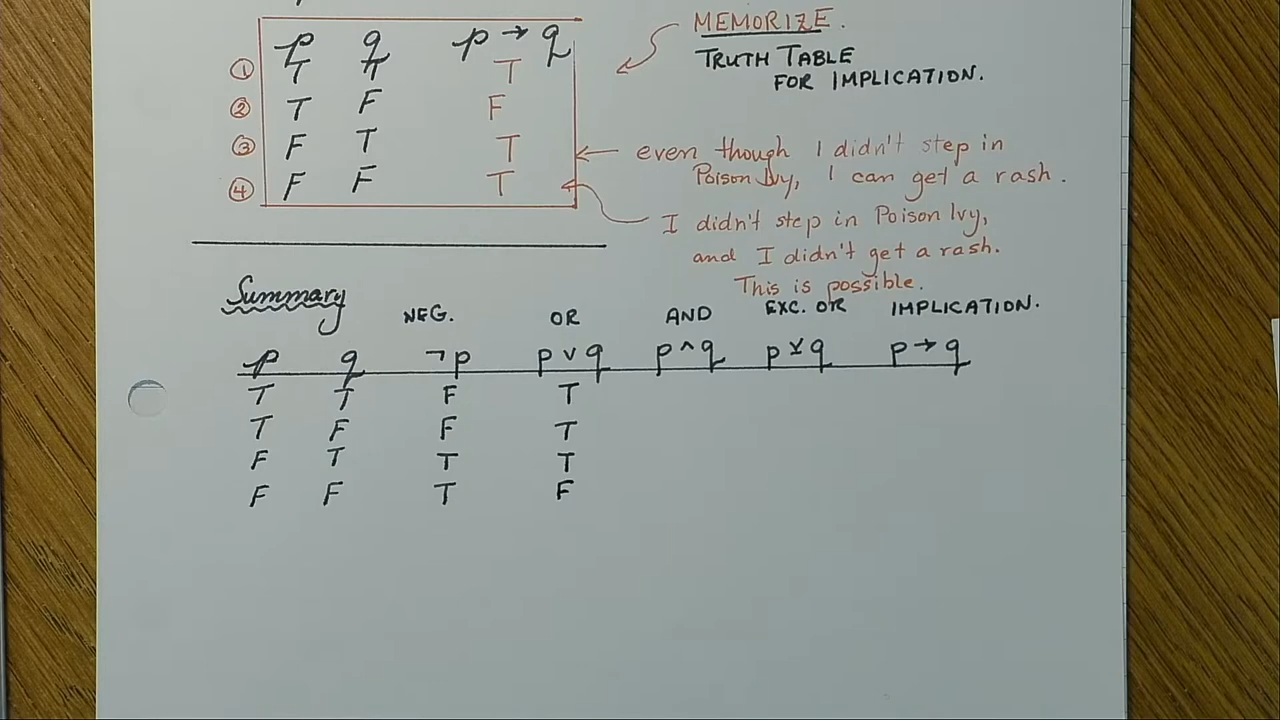 MEMORIZE.
TRUTH TABLE
FOR IMPLICATION.
p q p → q
① T T T
② T F F
③ F T T
④ F F T
even though I didn't step in
Poison Ivy, I can get a rash.
I didn't step in Poison Ivy,
and I didn't get a rash.
This is possible.
Summary
NEG. OR AND EXC. OR IMPLICATION.
p q ¬p p ∨ q p ^ q p ⊻ q p → q
T T F T
T F F T
F T T T
F F T F